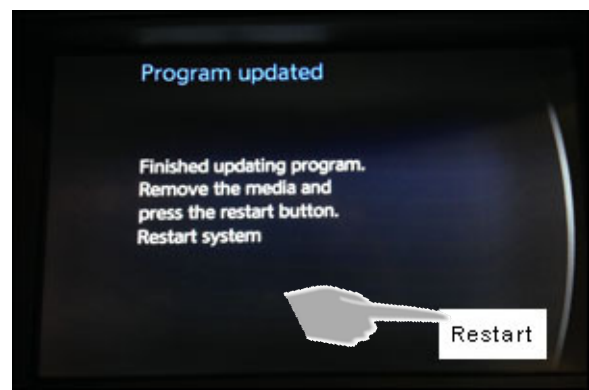 Program updated
Finished updating program.
Remove the media and
press the restart button.
Restart system
Restart